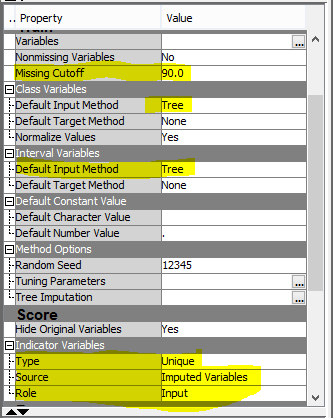 .. Property Value
Train
Variables ...
Nonmissing Variables No
Missing Cutoff 90.0
Class Variables
Default Input Method Tree
Default Target Method None
Normalize Values Yes
Interval Variables
Default Input Method Tree
Default Target Method None
Default Constant Value
Default Character Value
Default Number Value .
Method Options
Random Seed 12345
Tuning Parameters ...
Tree Imputation ...
Score
Hide Original Variables Yes
Indicator Variables
Type Unique
Source Imputed Variables
Role Input